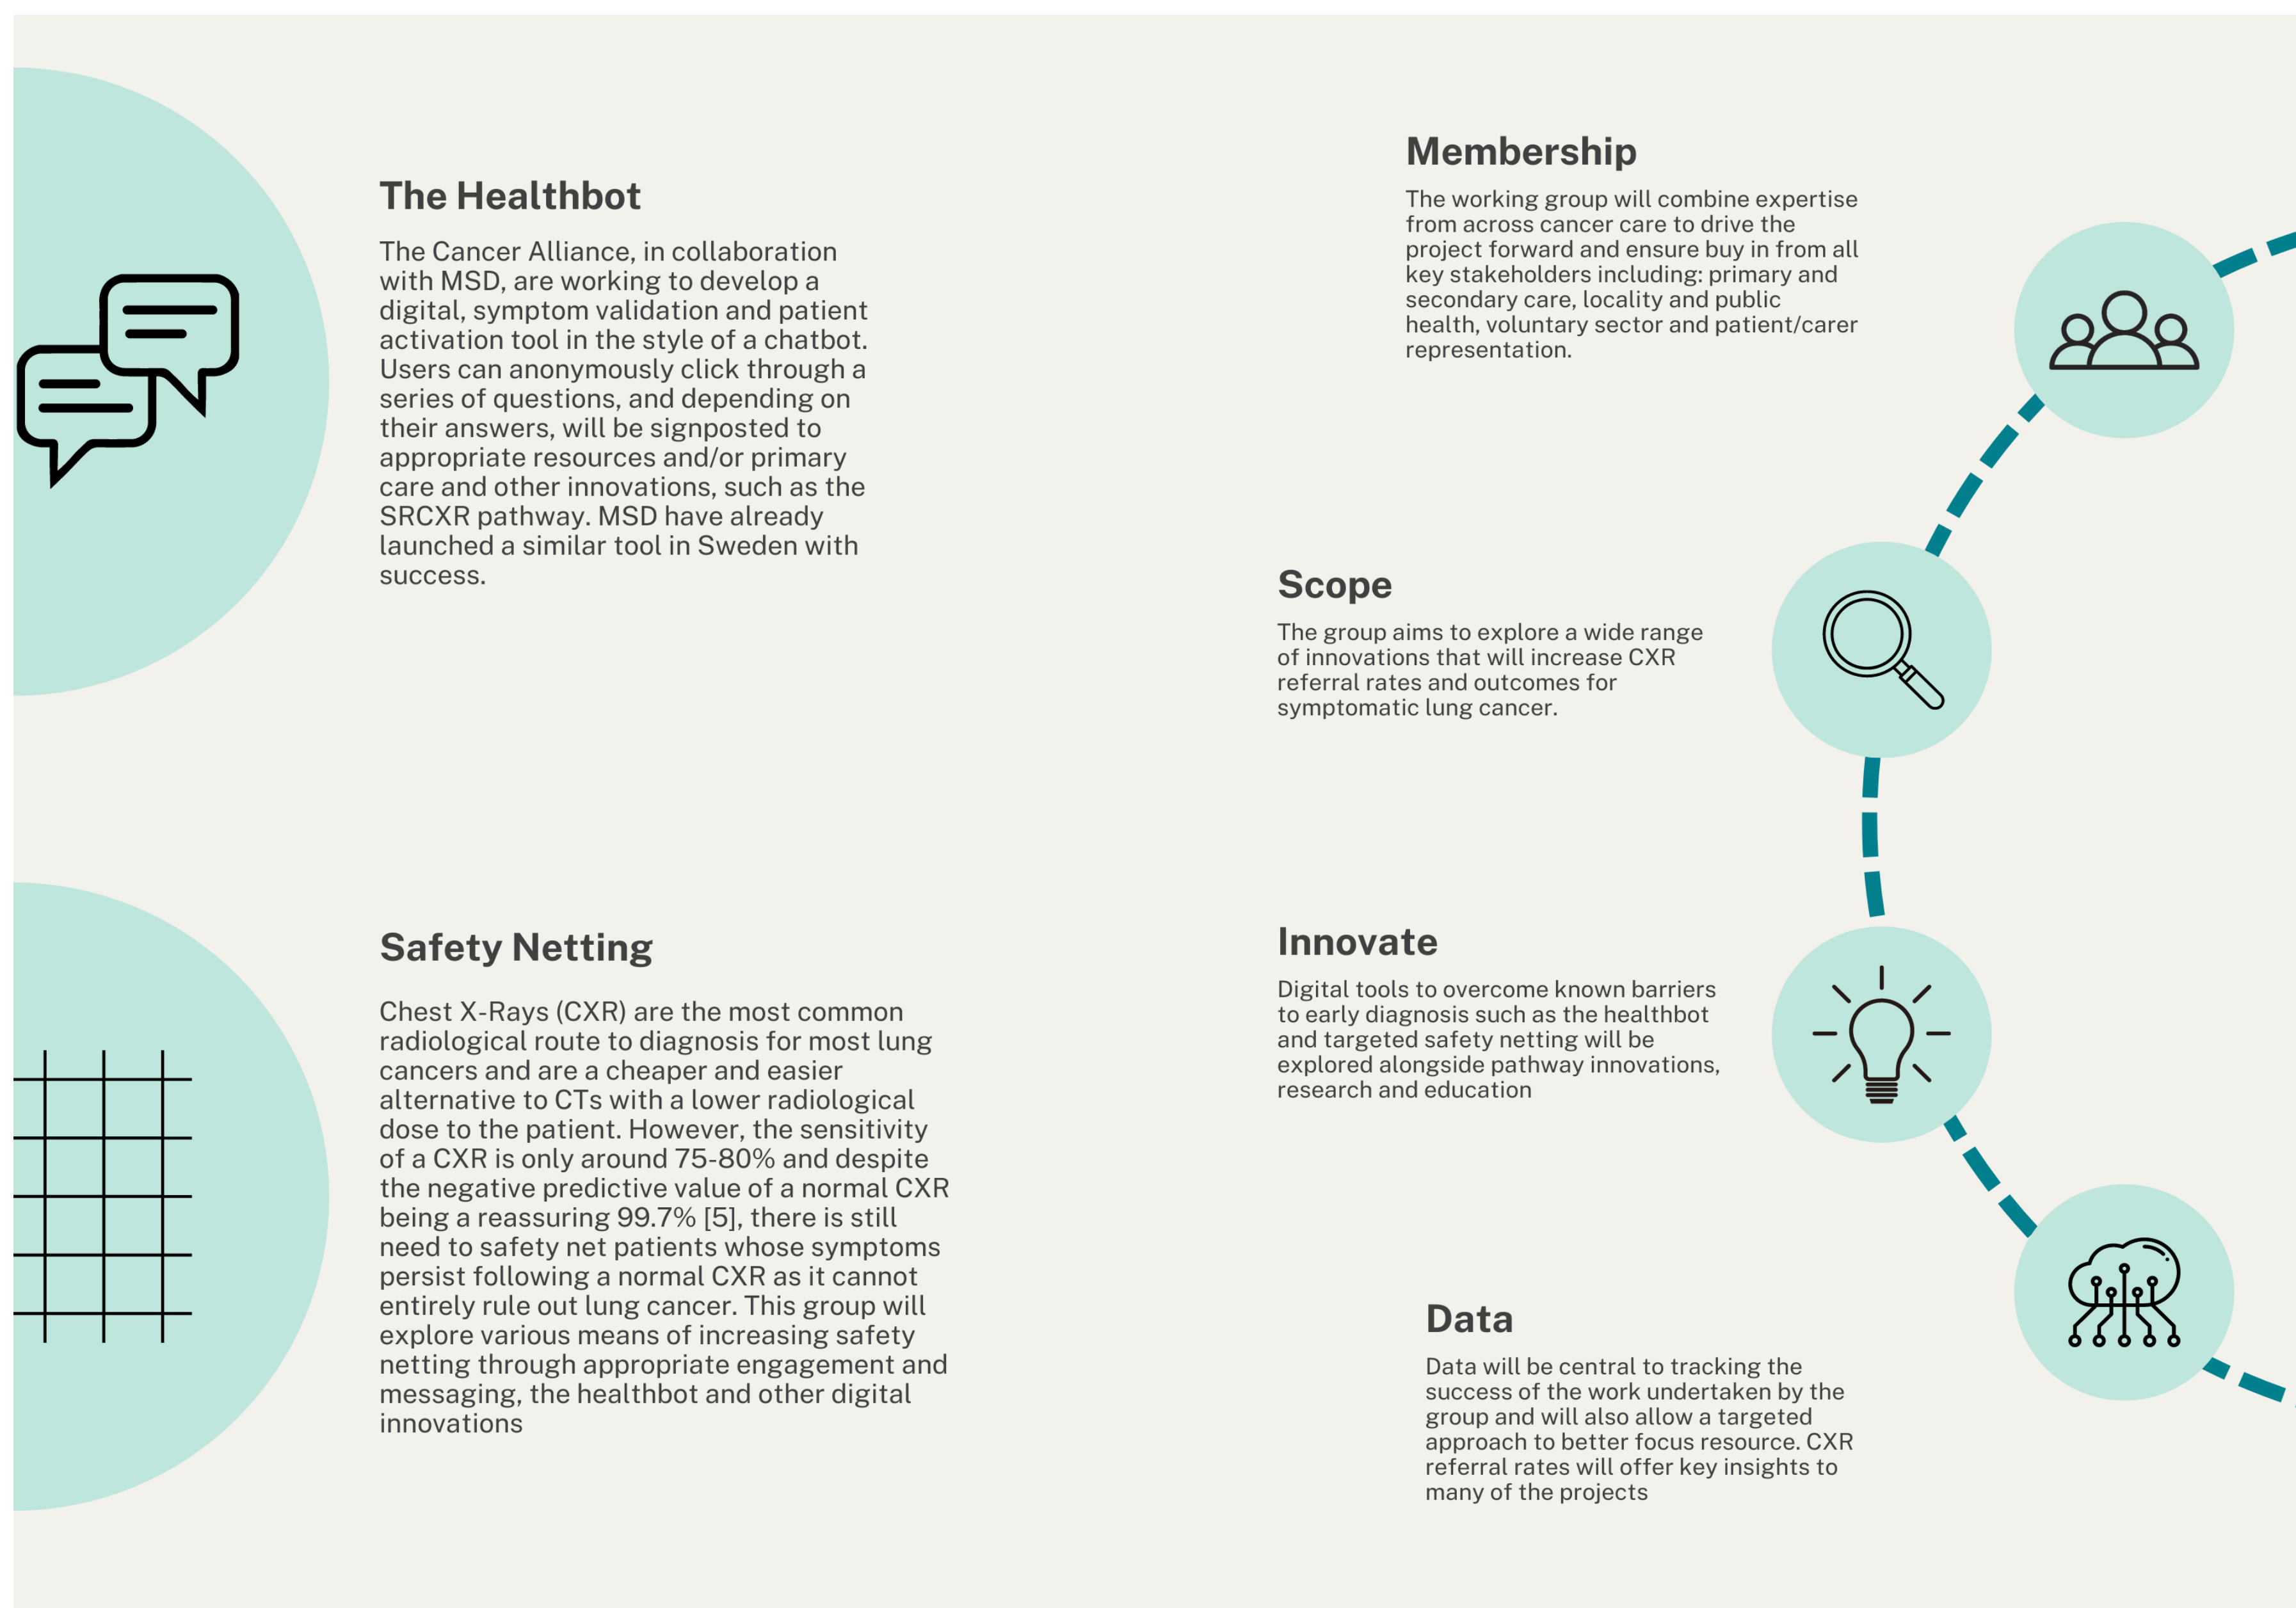 The Healthbot
The Cancer Alliance, in collaboration
with MSD, are working to develop a
digital, symptom validation and patient
activation tool in the style of a chatbot.
Users can anonymously click through a
series of questions, and depending on
their answers, will be signposted to
appropriate resources and/or primary
care and other innovations, such as the
SRCXR pathway. MSD have already
launched a similar tool in Sweden with
success.
Safety Netting
Chest X-Rays (CXR) are the most common
radiological route to diagnosis for most lung
cancers and are a cheaper and easier
alternative to CTs with a lower radiological
dose to the patient. However, the sensitivity
of a CXR is only around 75-80% and despite
the negative predictive value of a normal CXR
being a reassuring 99.7% [5], there is still
need to safety net patients whose symptoms
persist following a normal CXR as it cannot
entirely rule out lung cancer. This group will
explore various means of increasing safety
netting through appropriate engagement and
messaging, the healthbot and other digital
innovations
Membership
The working group will combine expertise
from across cancer care to drive the
project forward and ensure buy in from all
key stakeholders including: primary and
secondary care, locality and public
health, voluntary sector and patient/carer
representation.
Scope
The group aims to explore a wide range
of innovations that will increase CXR
referral rates and outcomes for
symptomatic lung cancer.
Innovate
Digital tools to overcome known barriers
to early diagnosis such as the healthbot
and targeted safety netting will be
explored alongside pathway innovations,
research and education
Data
Data will be central to tracking the
success of the work undertaken by the
group and will also allow a targeted
approach to better focus resource. CXR
referral rates will offer key insights to
many of the projects